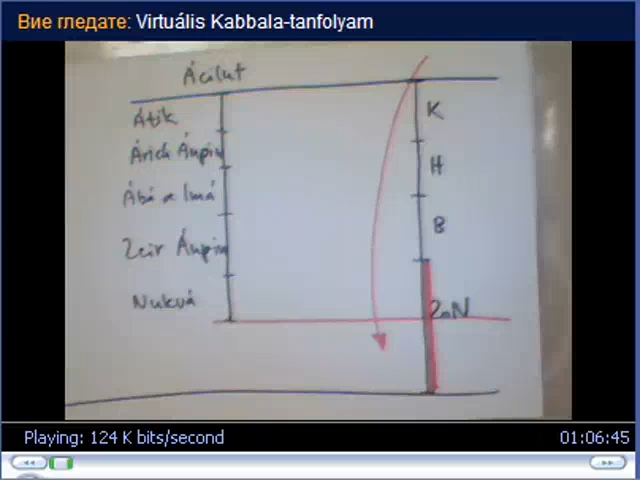 Вие гледате: Virtuális Kabbala-tanfolyam
Ácilut
Átik
Árich Ánpin
Ábá ve Imá
Zeir Ánpin
Nukvá
K
H
B
ZuN
Playing: 124 K bits/second
01:06:45